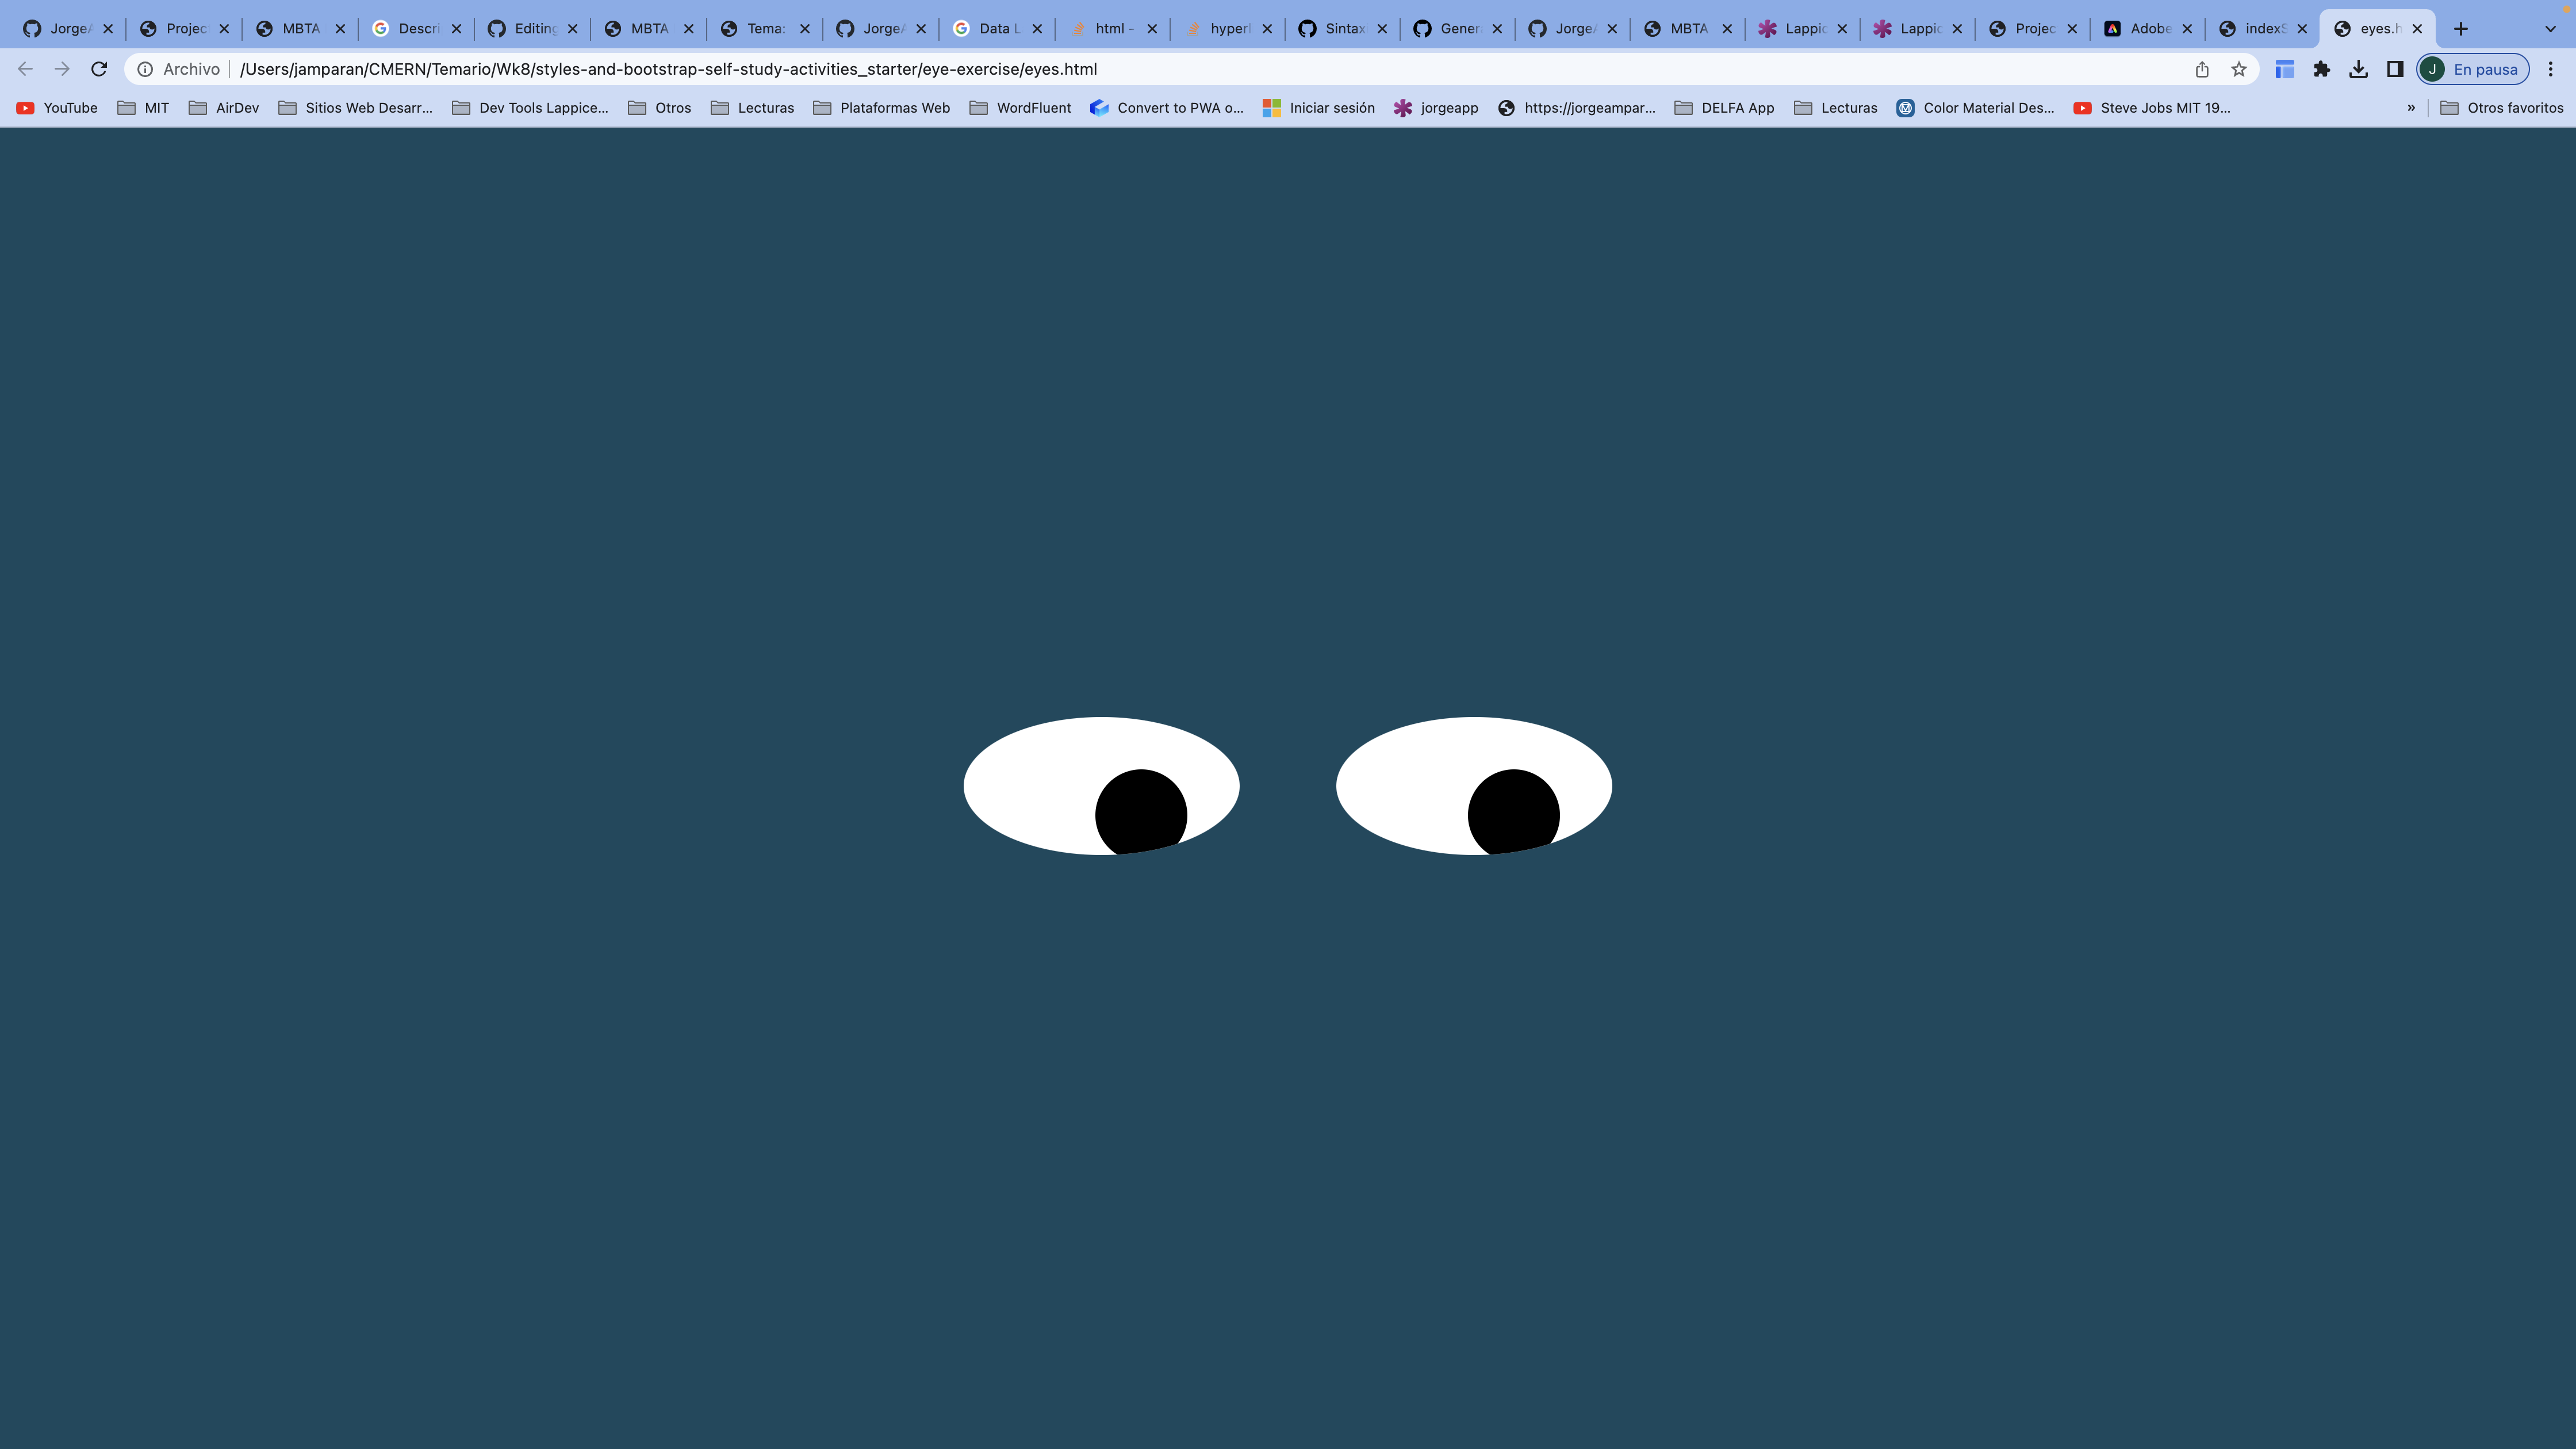 JorgeA Projec MBTA Descri Editing MBTA Tema: JorgeA Data L html - hyperl Sintax Gener JorgeA MBTA Lappic Lappic Projec Adobe indexS eyes.h
Archivo /Users/jamparan/CMERN/Temario/Wk8/styles-and-bootstrap-self-study-activities_starter/eye-exercise/eyes.html J En pausa
YouTube MIT AirDev Sitios Web Desarr... Dev Tools Lappice... Otros Lecturas Plataformas Web WordFluent Convert to PWA o... Iniciar sesión jorgeapp https://jorgeampar... DELFA App Lecturas Color Material Des... Steve Jobs MIT 19... » Otros favoritos